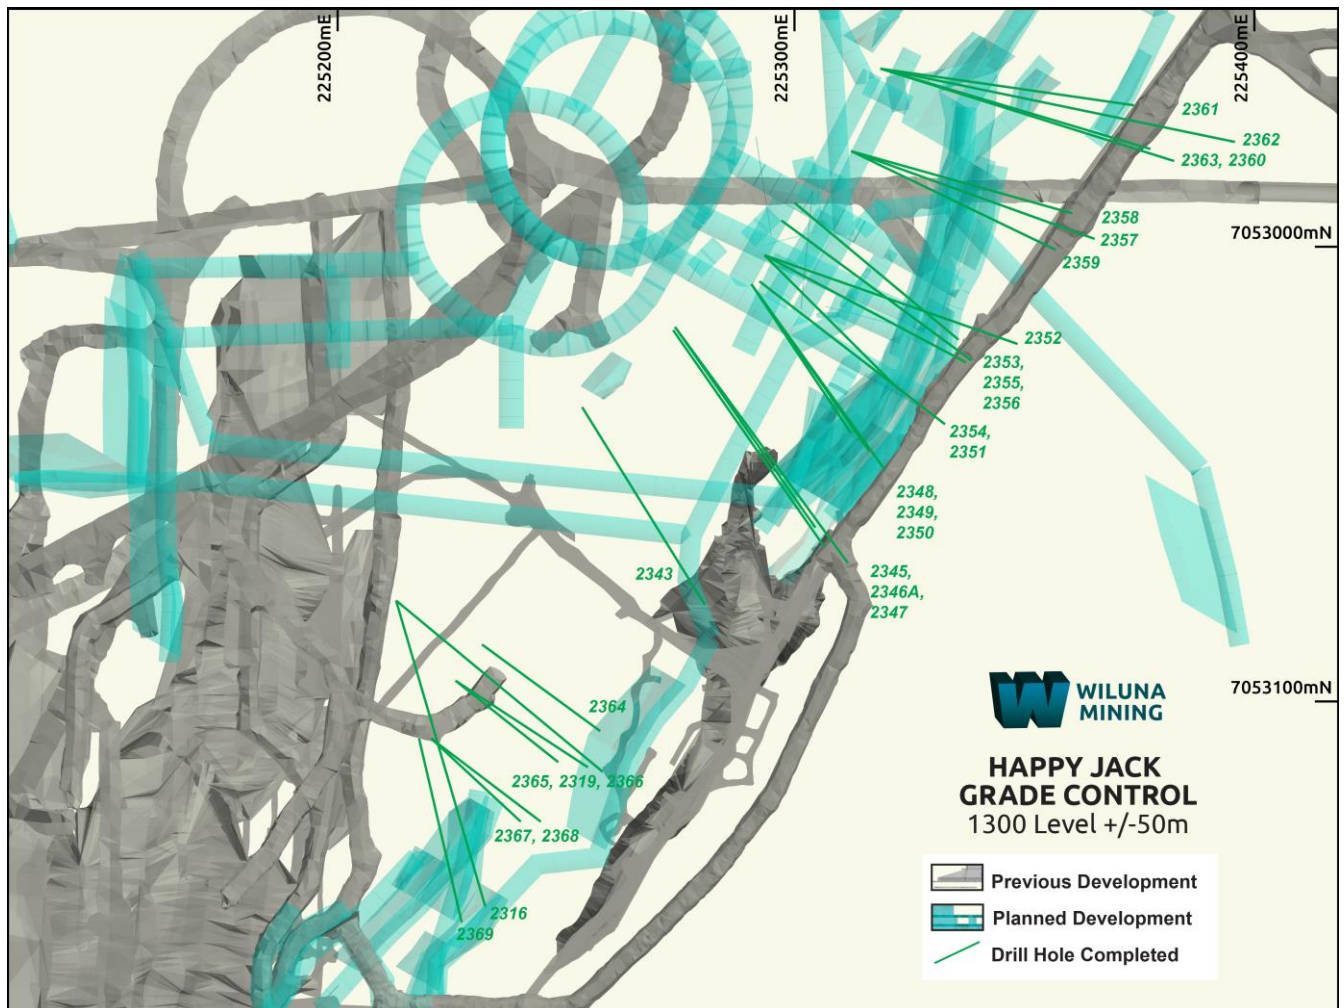 225200mE
225300mE
225400mE
2361
2362
2363, 2360
2358
2357
2359
7053000mN
2352
2353,
2355,
2356
2354,
2351
2348,
2349,
2350
2343
2345,
2346A,
2347
2364
7053100mN
WILUNA
MINING
2365, 2319, 2366
HAPPY JACK
GRADE CONTROL
1300 Level +/-50m
2367, 2368
2316
2369
Previous Development
Planned Development
Drill Hole Completed